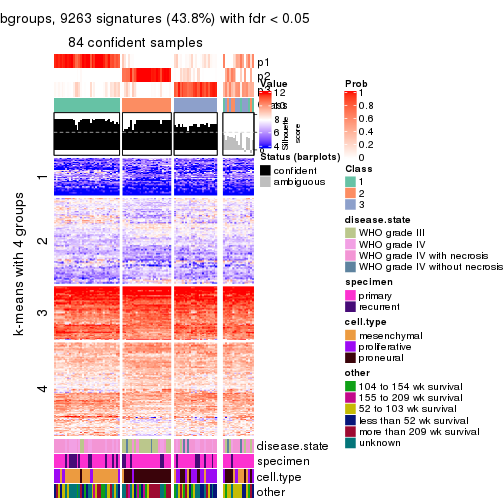 bgroups, 9263 signatures (43.8%) with fdr < 0.05
84 confident samples
p1
p2
p3
Class
Silhouette
score
1
2
3
4
k-means with 4 groups
disease.state
specimen
cell.type
other
Value
12
10
8
6
4
Status (barplots)
confident
ambiguous
Prob
1
0.8
0.6
0.4
0.2
0
Class
1
2
3
disease.state
WHO grade III
WHO grade IV
WHO grade IV with necrosis
WHO grade IV without necrosis
specimen
primary
recurrent
cell.type
mesenchymal
proliferative
proneural
other
104 to 154 wk survival
155 to 209 wk survival
52 to 103 wk survival
less than 52 wk survival
more than 209 wk survival
unknown